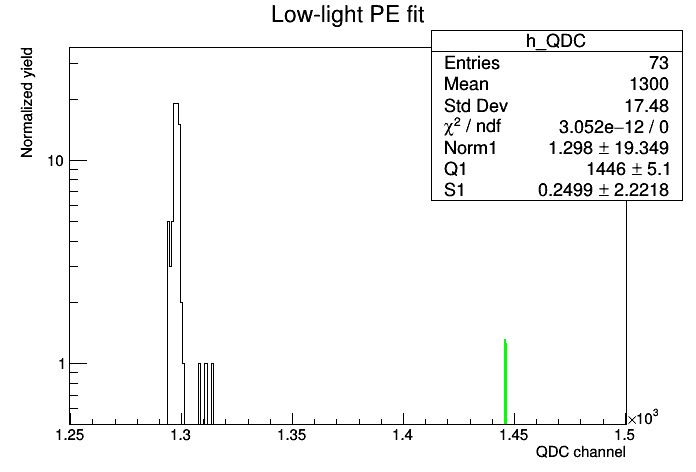 Low-light PE fit
h_QDC
Entries 73
Mean 1300
Std Dev 17.48
χ² / ndf 3.052e−12 / 0
Norm1 1.298 ± 19.349
Q1 1446 ± 5.1
S1 0.2499 ± 2.2218
Normalized yield
10
1
1.25 1.3 1.35 1.4 1.45 1.5
×10³
QDC channel